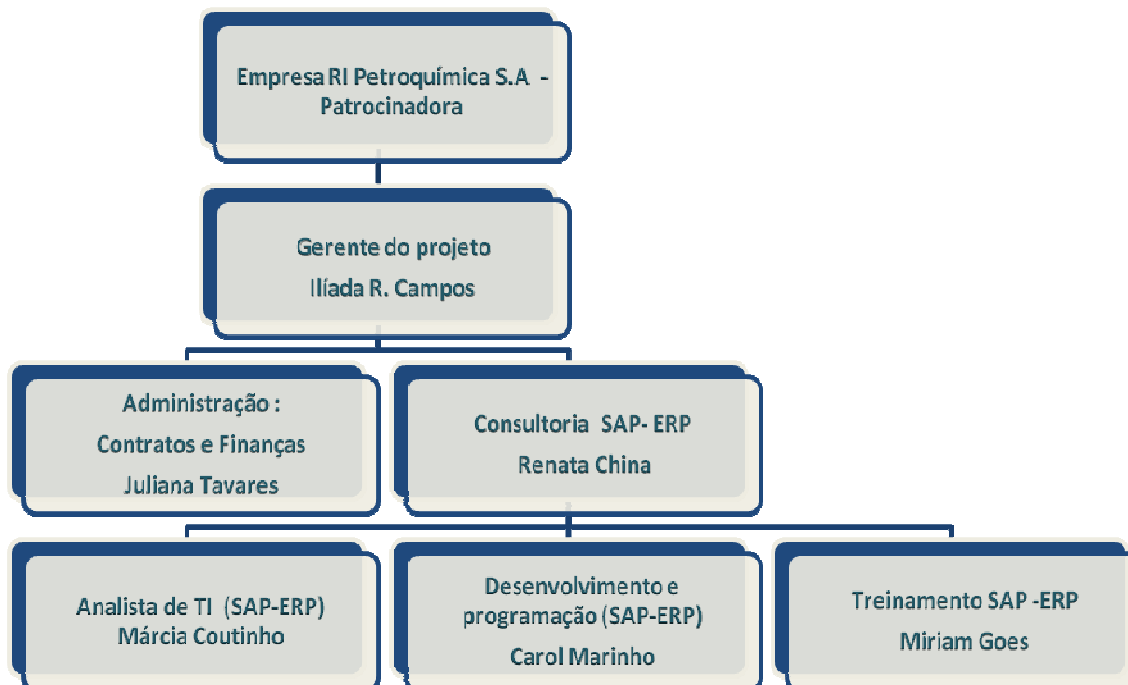 Empresa RI Petroquímica S.A -
Patrocinadora
Gerente do projeto
Ilíada R. Campos
Administração :
Contratos e Finanças
Juliana Tavares
Consultoria SAP- ERP
Renata China
Analista de TI (SAP-ERP)
Márcia Coutinho
Desenvolvimento e
programação (SAP-ERP)
Carol Marinho
Treinamento SAP -ERP
Miriam Goes